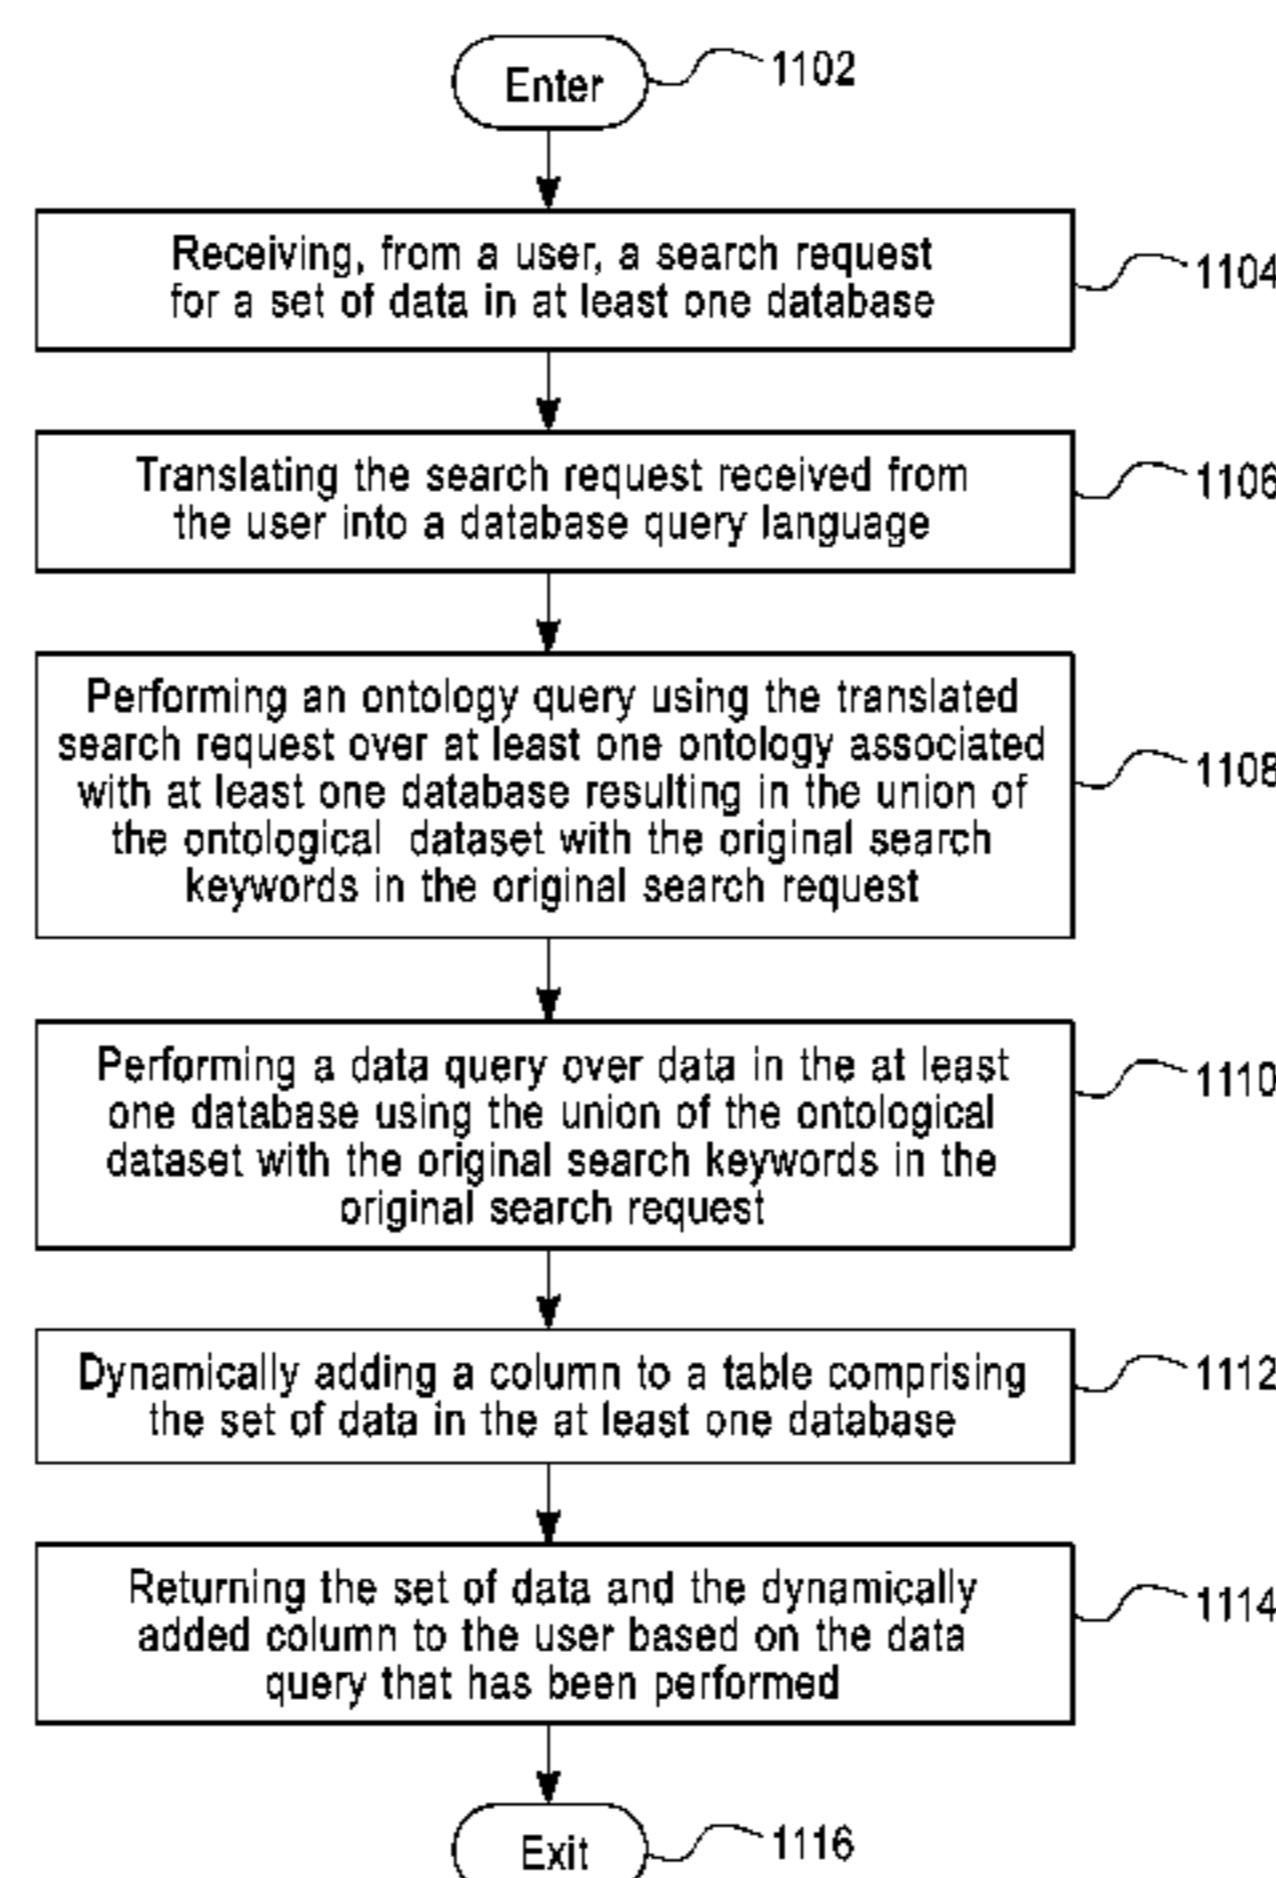 Enter
1102
Receiving, from a user, a search request
for a set of data in at least one database
1104
Translating the search request received from
the user into a database query language
1106
Performing an ontology query using the translated
search request over at least one ontology associated
with at least one database resulting in the union of
the ontological dataset with the original search
keywords in the original search request
1108
Performing a data query over data in the at least
one database using the union of the ontological
dataset with the original search keywords in the
original search request
1110
Dynamically adding a column to a table comprising
the set of data in the at least one database
1112
Returning the set of data and the dynamically
added column to the user based on the data
query that has been performed
1114
Exit
1116